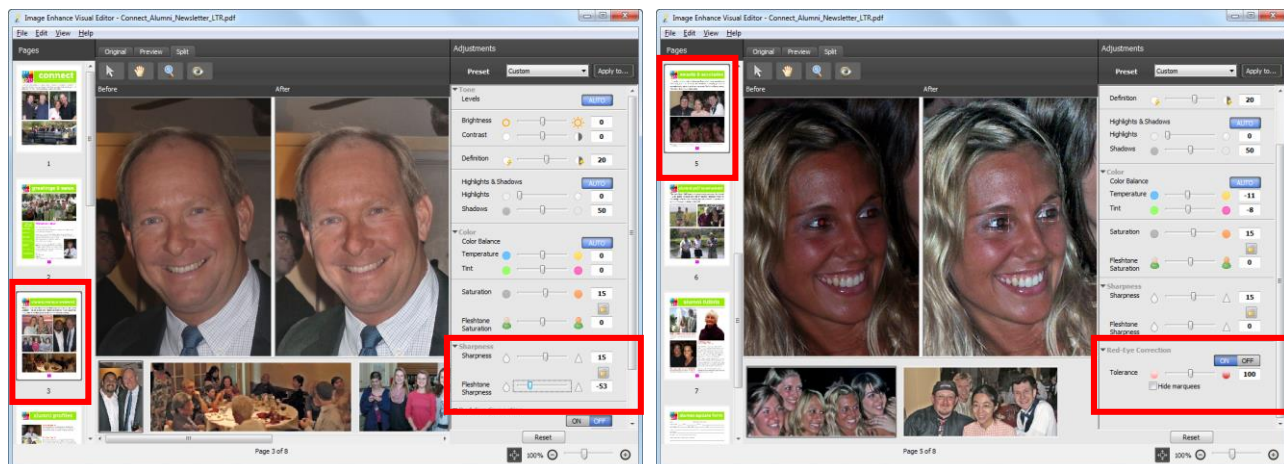 Image Enhance Visual Editor - Connect_Alumni_Newsletter_LTR.pdf
File Edit View Help
Pages
Original Preview Split
Adjustments
Preset Custom Apply to...
Before After
connect
1
greetings & news
2
3
alumni profiles
Tone
Levels AUTO
Brightness 0
Contrast 0
Definition 20
Highlights & Shadows AUTO
Highlights 0
Shadows 50
Color
Color Balance AUTO
Temperature 0
Tint 0
Saturation 15
Fleshtone
Saturation 0
Sharpness
Sharpness 15
Fleshtone
Sharpness -53
ON OFF
Reset
Page 3 of 8
100%
Image Enhance Visual Editor - Connect_Alumni_Newsletter_LTR.pdf
File Edit View Help
Pages
Original Preview Split
Adjustments
Preset Custom Apply to...
Before After
5
6
7
Definition 20
Highlights & Shadows AUTO
Highlights 0
Shadows 50
Color
Color Balance AUTO
Temperature -11
Tint -8
Saturation 15
Fleshtone
Saturation 0
Sharpness
Sharpness 15
Fleshtone
Sharpness 0
Red-Eye Correction
ON OFF
Tolerance 100
Hide marquees
Reset
Page 5 of 8
100%